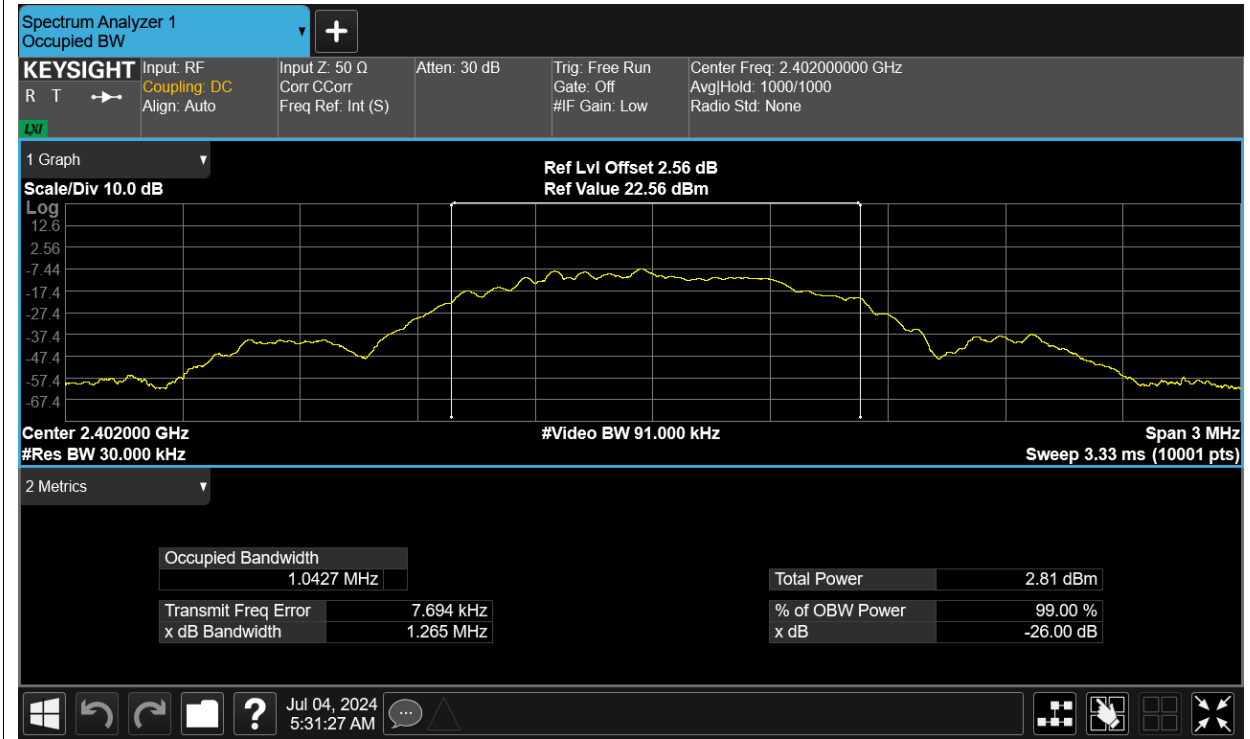 Spectrum Analyzer 1
Occupied BW
KEYSIGHT Input: RF Input Z: 50 Ω Atten: 30 dB Trig: Free Run Center Freq: 2.402000000 GHz
R T Coupling: DC Corr CCorr Gate: Off Avg|Hold: 1000/1000
Align: Auto Freq Ref: Int (S) #IF Gain: Low Radio Std: None
LXI
1 Graph
Ref Lvl Offset 2.56 dB
Scale/Div 10.0 dB Ref Value 22.56 dBm
Log
12.6
2.56
-7.44
-17.4
-27.4
-37.4
-47.4
-57.4
-67.4
Center 2.402000 GHz #Video BW 91.000 kHz Span 3 MHz
#Res BW 30.000 kHz Sweep 3.33 ms (10001 pts)
2 Metrics
Occupied Bandwidth
1.0427 MHz Total Power 2.81 dBm
Transmit Freq Error 7.694 kHz % of OBW Power 99.00 %
x dB Bandwidth 1.265 MHz x dB -26.00 dB
? Jul 04, 2024
5:31:27 AM